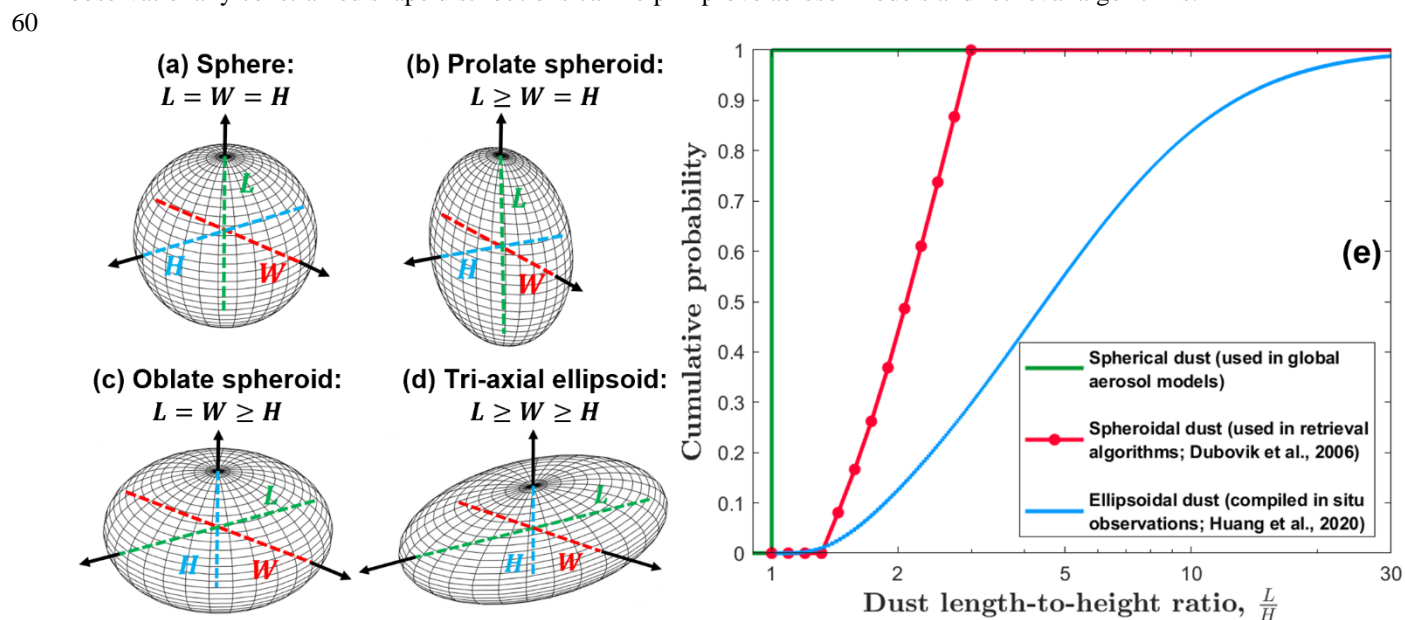 60
(a) Sphere:
L = W = H
L
H
W
(b) Prolate spheroid:
L ≥ W = H
L
H
W
(c) Oblate spheroid:
L = W ≥ H
L
H
W
(d) Tri-axial ellipsoid:
L ≥ W ≥ H
L
H
W
Cumulative probability
1
0.9
0.8
0.7
0.6
0.5
0.4
0.3
0.2
0.1
0
(e)
Spherical dust (used in global
aerosol models)
Spheroidal dust (used in retrieval
algorithms; Dubovik et al., 2006)
Ellipsoidal dust (compiled in situ
observations; Huang et al., 2020)
1 2 5 10 30
Dust length-to-height ratio, L/H